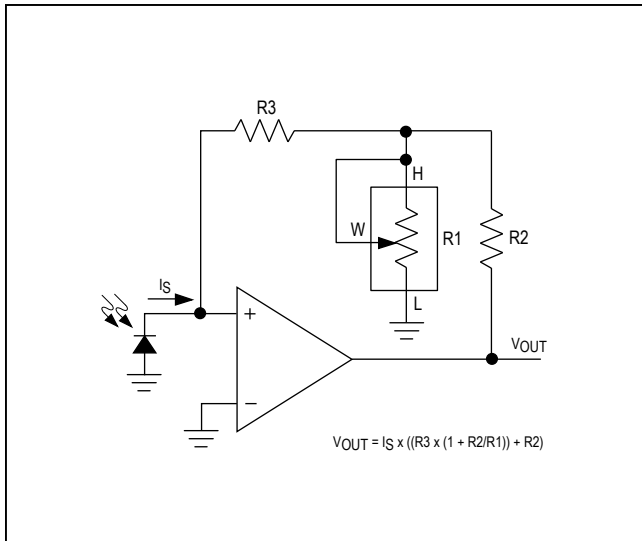 R3
H
W
R1
R2
L
IS
+
−
VOUT
VOUT = IS x ((R3 x (1 + R2/R1)) + R2)